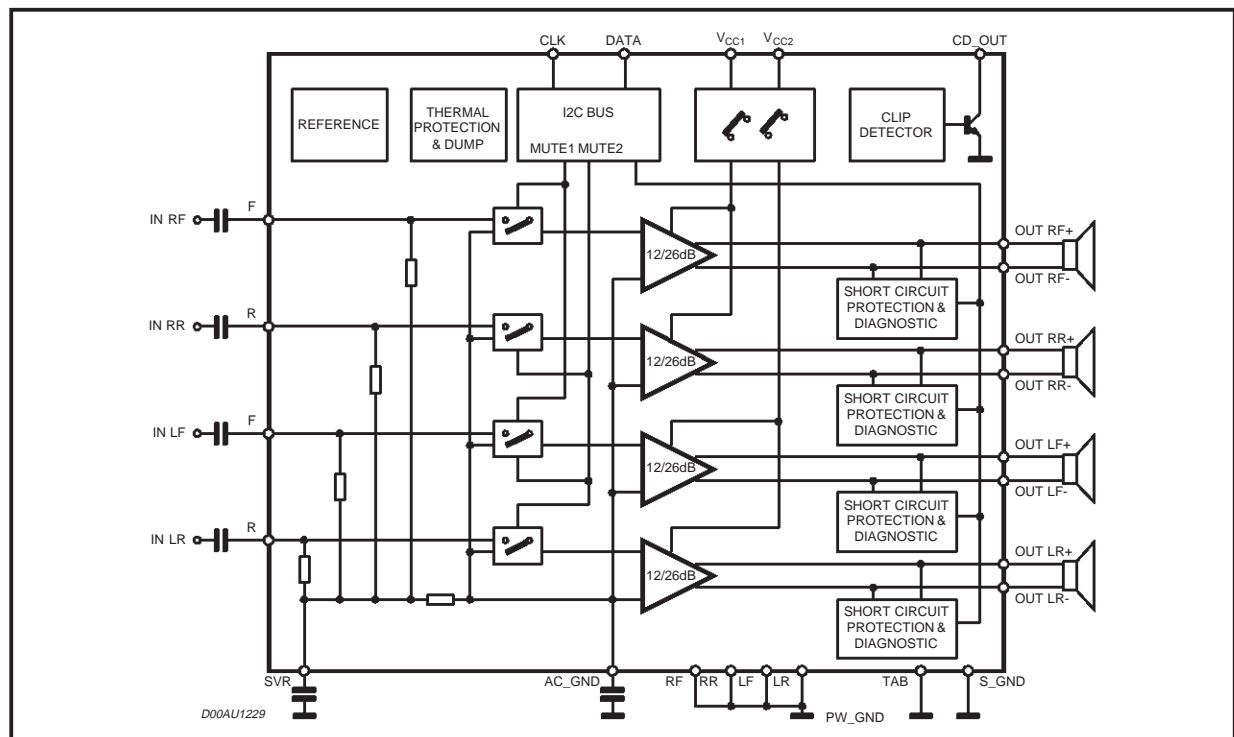 CLK DATA VCC1 VCC2 CD_OUT
REFERENCE
THERMAL
PROTECTION
& DUMP
I2C BUS
MUTE1 MUTE2
CLIP
DETECTOR
IN RF F
12/26dB
OUT RF+
OUT RF-
SHORT CIRCUIT
PROTECTION &
DIAGNOSTIC
IN RR R
12/26dB
OUT RR+
OUT RR-
SHORT CIRCUIT
PROTECTION &
DIAGNOSTIC
IN LF F
12/26dB
OUT LF+
OUT LF-
SHORT CIRCUIT
PROTECTION &
DIAGNOSTIC
IN LR R
12/26dB
OUT LR+
OUT LR-
SHORT CIRCUIT
PROTECTION &
DIAGNOSTIC
SVR AC_GND RF RR LF LR TAB S_GND
D00AU1229 PW_GND